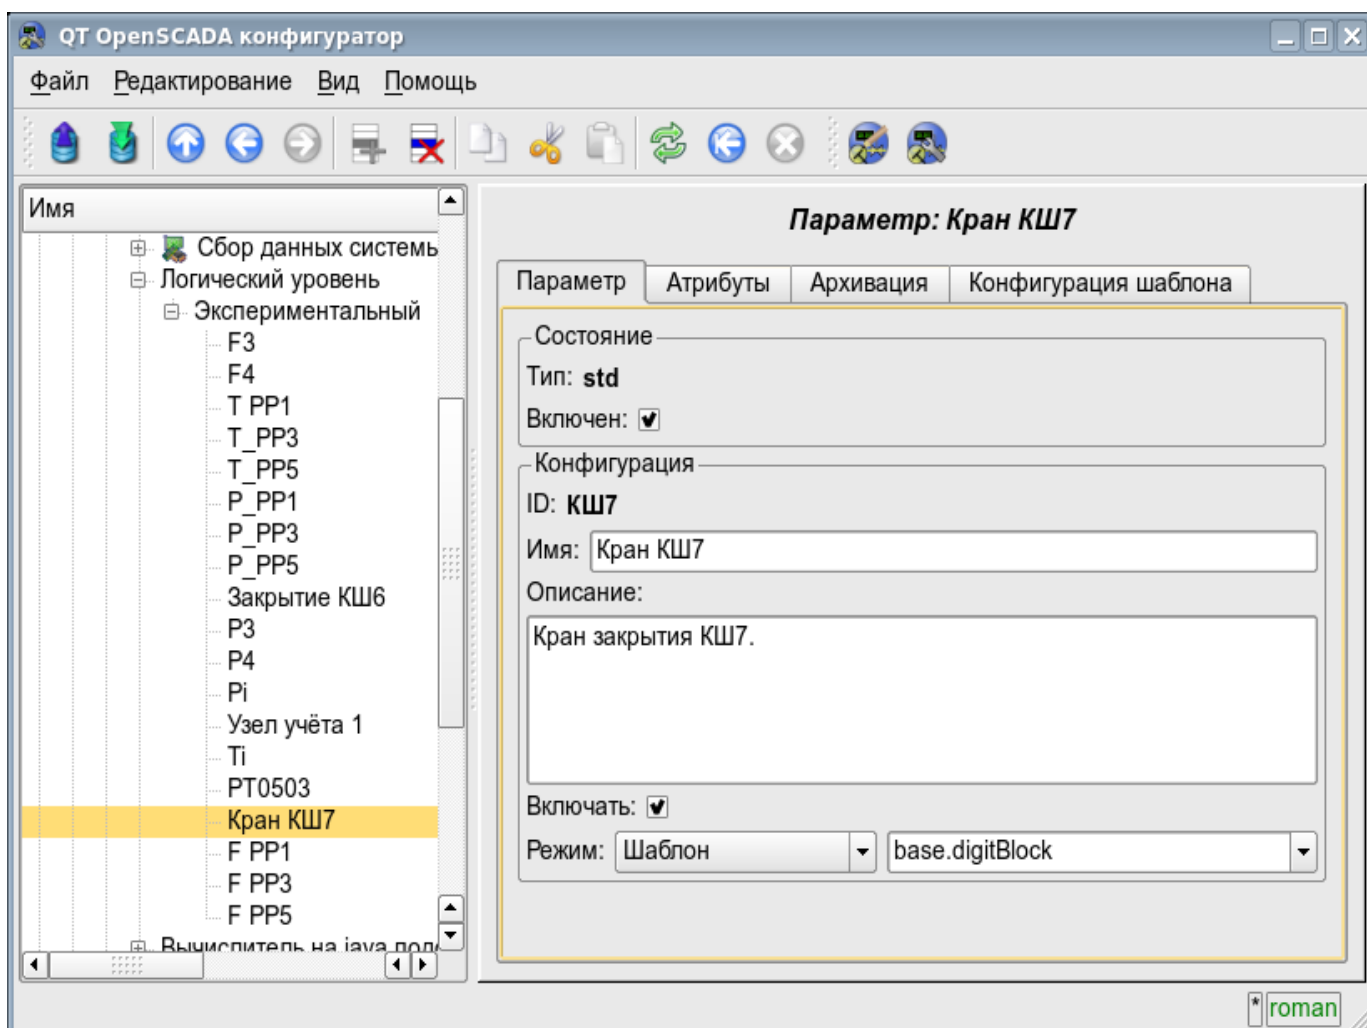 QT OpenSCADA конфигуратор
Файл Редактирование Вид Помощь
Имя
Сбор данных системы
Логический уровень
Экспериментальный
F3
F4
T PP1
T_PP3
T_PP5
P_PP1
P_PP3
P_PP5
Закрытие КШ6
P3
P4
Pi
Узел учёта 1
Ti
PT0503
Кран КШ7
F PP1
F PP3
F PP5
Вычислитель на java
Параметр: Кран КШ7
Параметр Атрибуты Архивация Конфигурация шаблона
Состояние
Тип: std
Включен:
Конфигурация
ID: КШ7
Имя: Кран КШ7
Описание:
Кран закрытия КШ7.
Включать:
Режим: Шаблон base.digitBlock
* roman